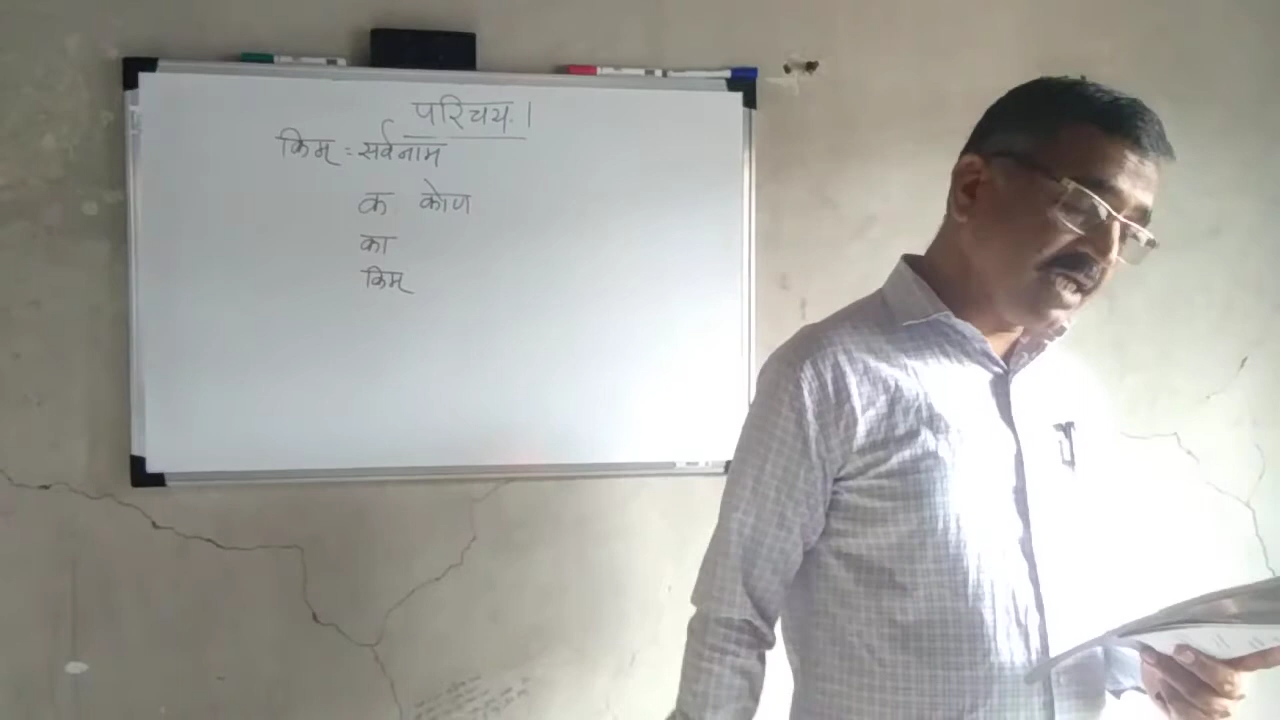 परिचय.।
किम् = सर्वनाम
क कोण
का
किम्